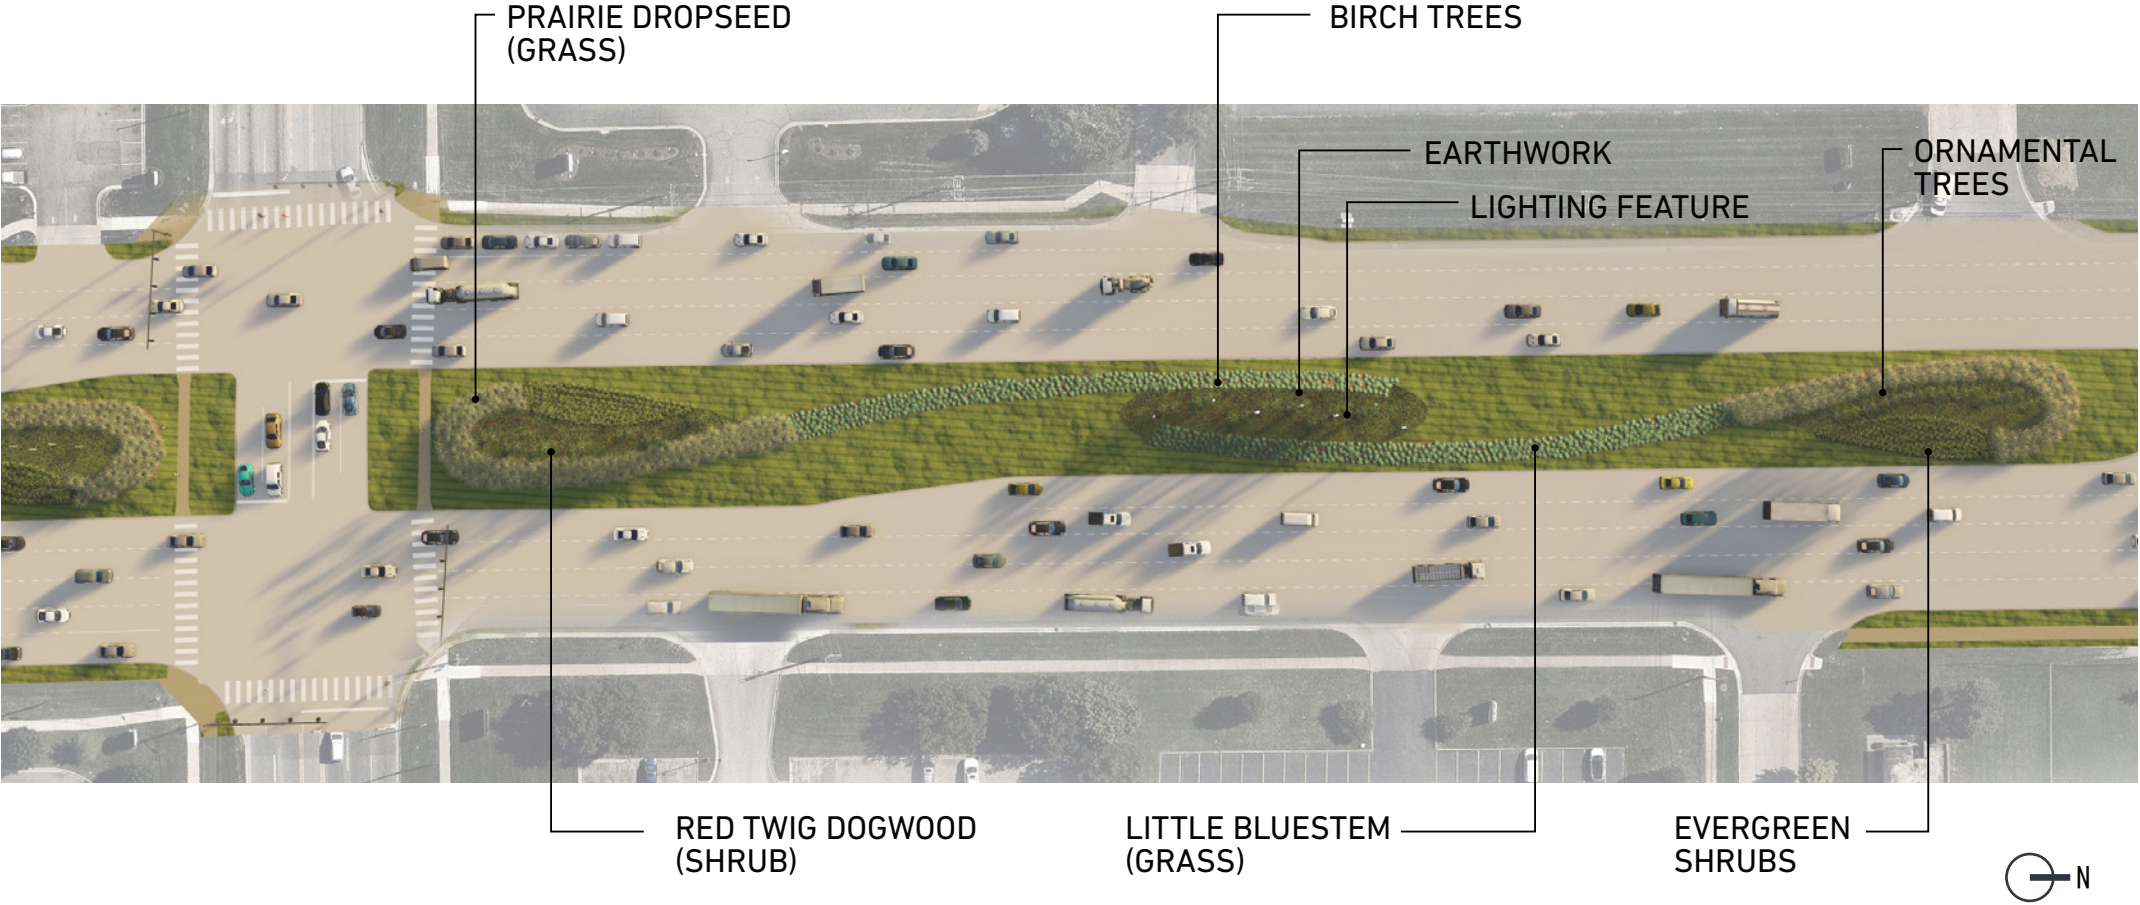 PRAIRIE DROPSEED
(GRASS)
BIRCH TREES
EARTHWORK
LIGHTING FEATURE
ORNAMENTAL
TREES
RED TWIG DOGWOOD
(SHRUB)
LITTLE BLUESTEM
(GRASS)
EVERGREEN
SHRUBS
N